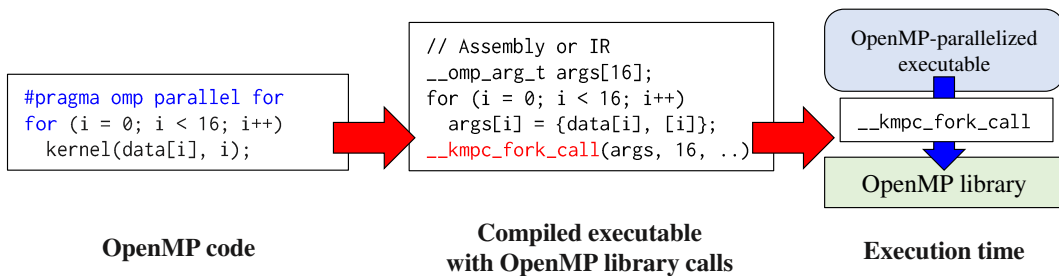 #pragma omp parallel for
for (i = 0; i < 16; i++)
kernel(data[i], i);
OpenMP code
// Assembly or IR
__omp_arg_t args[16];
for (i = 0; i < 16; i++)
args[i] = {data[i], [i]};
__kmpc_fork_call(args, 16, ..)
Compiled executable
with OpenMP library calls
OpenMP-parallelized
executable
__kmpc_fork_call
OpenMP library
Execution time